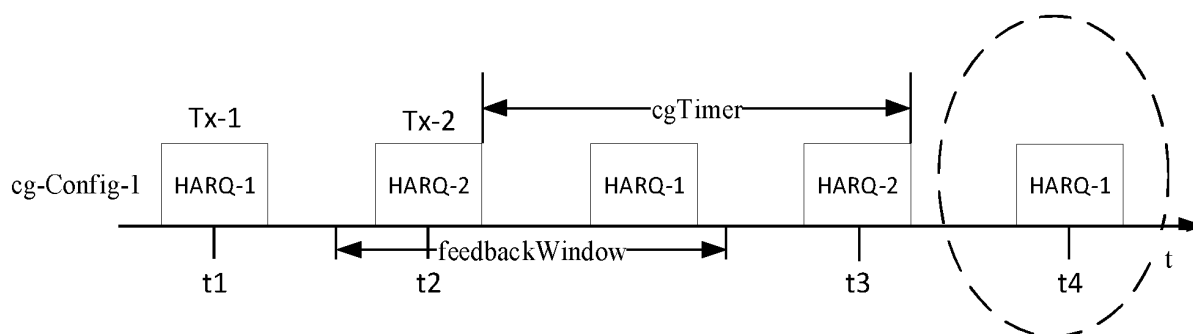 cgTimer
Tx-1
Tx-2
cg-Config-1
HARQ-1
HARQ-2
HARQ-1
HARQ-2
HARQ-1
feedbackWindow
t
t1
t2
t3
t4